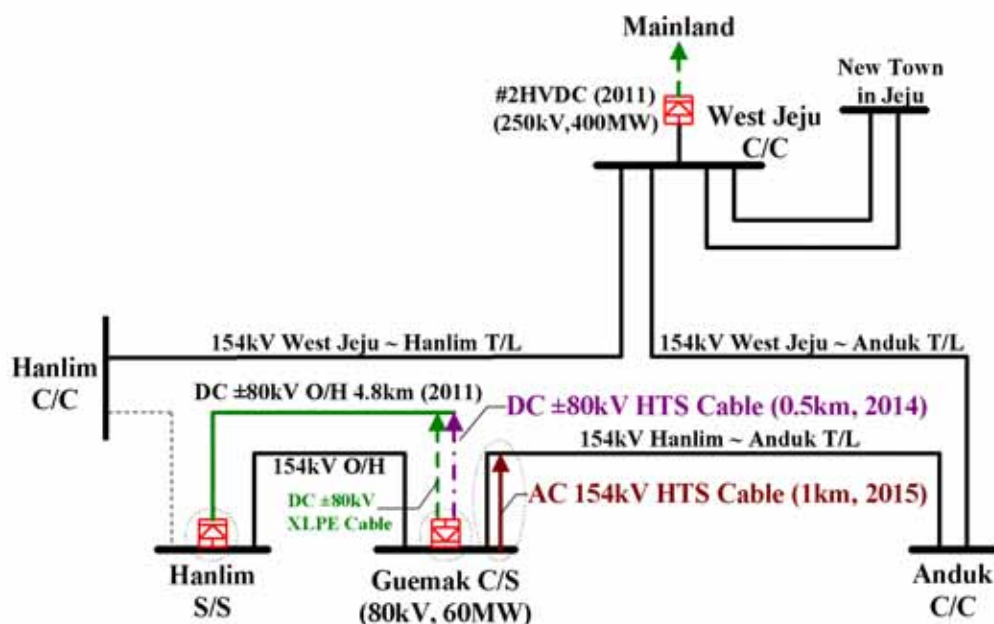 Mainland
New Town
in Jeju
#2HVDC (2011)
(250kV,400MW)
West Jeju
C/C
154kV West Jeju ~ Hanlim T/L
154kV West Jeju ~ Anduk T/L
Hanlim
C/C
DC ±80kV O/H 4.8km (2011)
DC ±80kV HTS Cable (0.5km, 2014)
154kV Hanlim ~ Anduk T/L
154kV O/H
DC ±80kV
XLPE Cable
AC 154kV HTS Cable (1km, 2015)
Hanlim
S/S
Guemak C/S
(80kV, 60MW)
Anduk
C/C